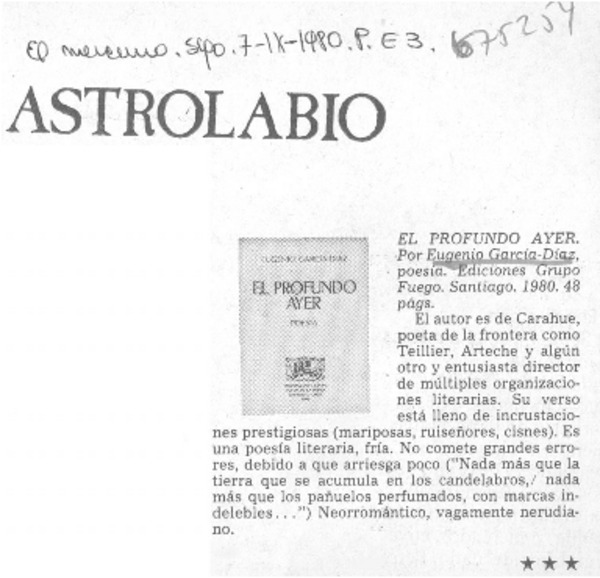 El mercurio. Stgo. 7-IX-1980. P. E 3.
675254
ASTROLABIO
EUGENIO GARCIA-DIAZ
EL PROFUNDO
AYER
POESIA
EL PROFUNDO AYER.
Por Eugenio García-Díaz,
poesía. Ediciones Grupo
Fuego. Santiago. 1980. 48
págs.
El autor es de Carahue,
poeta de la frontera como
Teillier, Arteche y algún
otro y entusiasta director
de múltiples organizacio-
nes literarias. Su verso
está lleno de incrustacio-
nes prestigiosas (mariposas, ruiseñores, cisnes). Es
una poesía literaria, fría. No comete grandes erro-
res, debido a que arriesga poco ("Nada más que la
tierra que se acumula en los candelabros,/ nada
más que los pañuelos perfumados, con marcas in-
delebles...") Neorromántico, vagamente nerudia-
no.
★ ★ ★